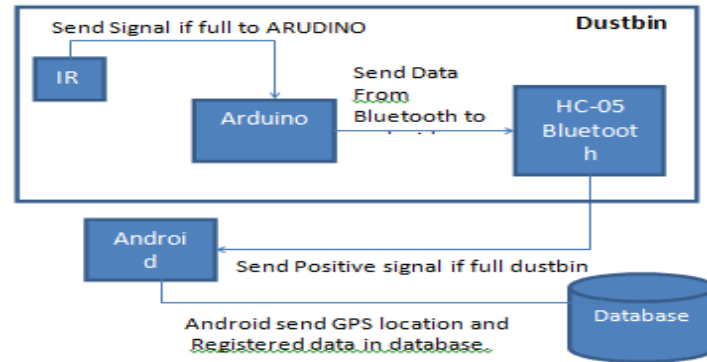 Send Signal if full to ARUDINO
Dustbin
IR
Send Data
From
Bluetooth to
Arduino
HC-05
Bluetoot
h
Androi
d
Send Positive signal if full dustbin
Database
Android send GPS location and
Registered data in database.